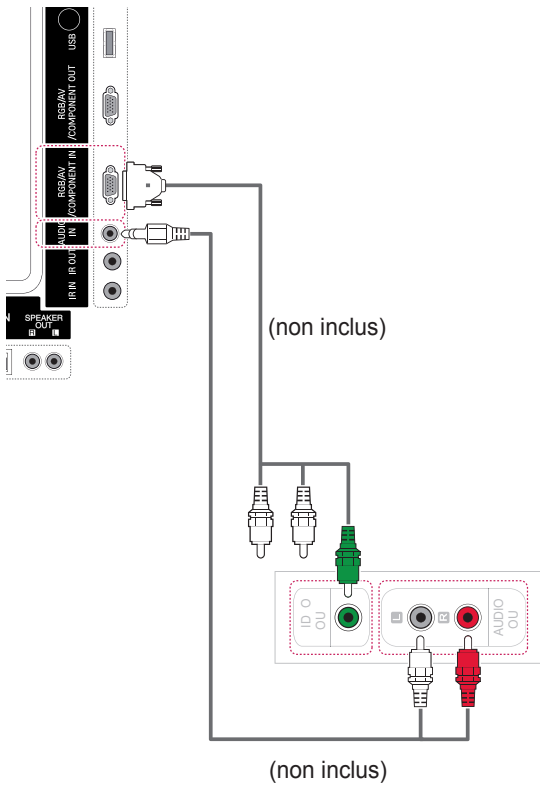 USB
RGB/AV
/COMPONENT OUT
RGB/AV
/COMPONENT IN
AUDIO
IN
IR OUT
IR IN
N
SPEAKER
OUT
R L
(non inclus)
ID O
OU
L
R
AUDIO
OU
(non inclus)